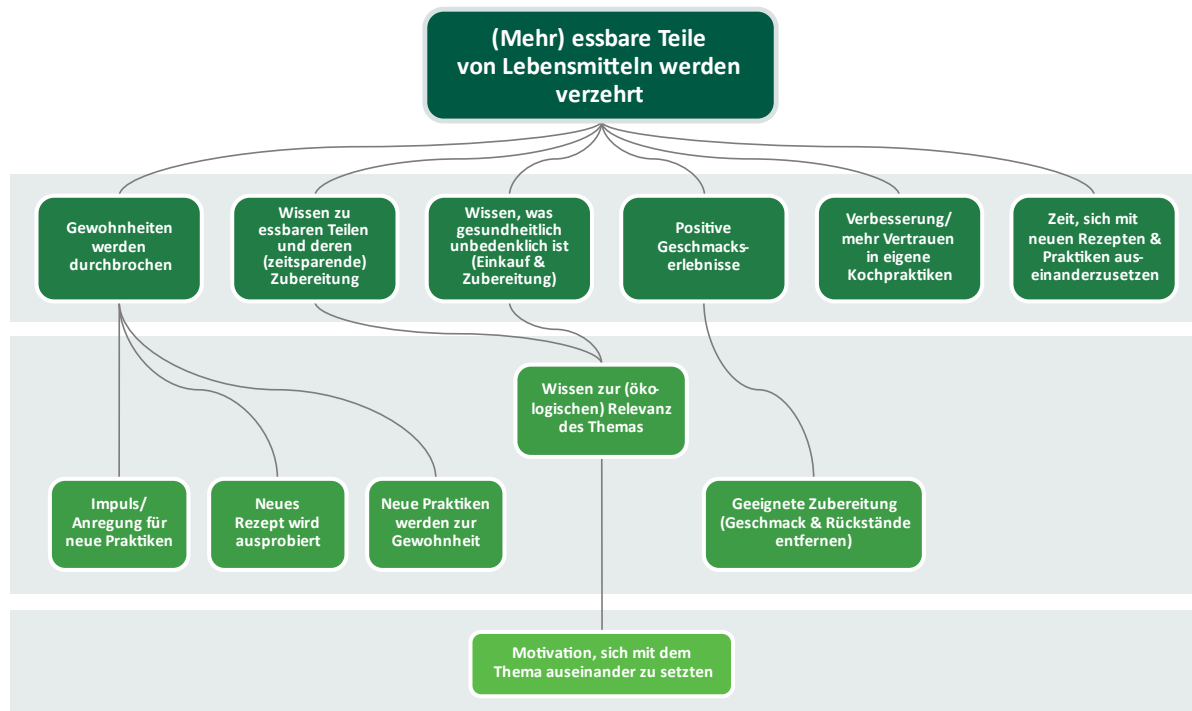 (Mehr) essbare Teile
von Lebensmitteln werden
verzehrt
Gewohnheiten
werden
durchbrochen
Wissen zu
essbaren Teilen
und deren
(zeitsparende)
Zubereitung
Wissen, was
gesundheitlich
unbedenklich ist
(Einkauf &
Zubereitung)
Positive
Geschmacks-
erlebnisse
Verbesserung/
mehr Vertrauen
in eigene
Kochpraktiken
Zeit, sich mit
neuen Rezepten &
Praktiken aus-
einanderzusetzen
Wissen zur (öko-
logischen) Relevanz
des Themas
Impuls/
Anregung für
neue Praktiken
Neues
Rezept wird
ausprobiert
Neue Praktiken
werden zur
Gewohnheit
Geeignete Zubereitung
(Geschmack & Rückstände
entfernen)
Motivation, sich mit dem
Thema auseinander zu setzten